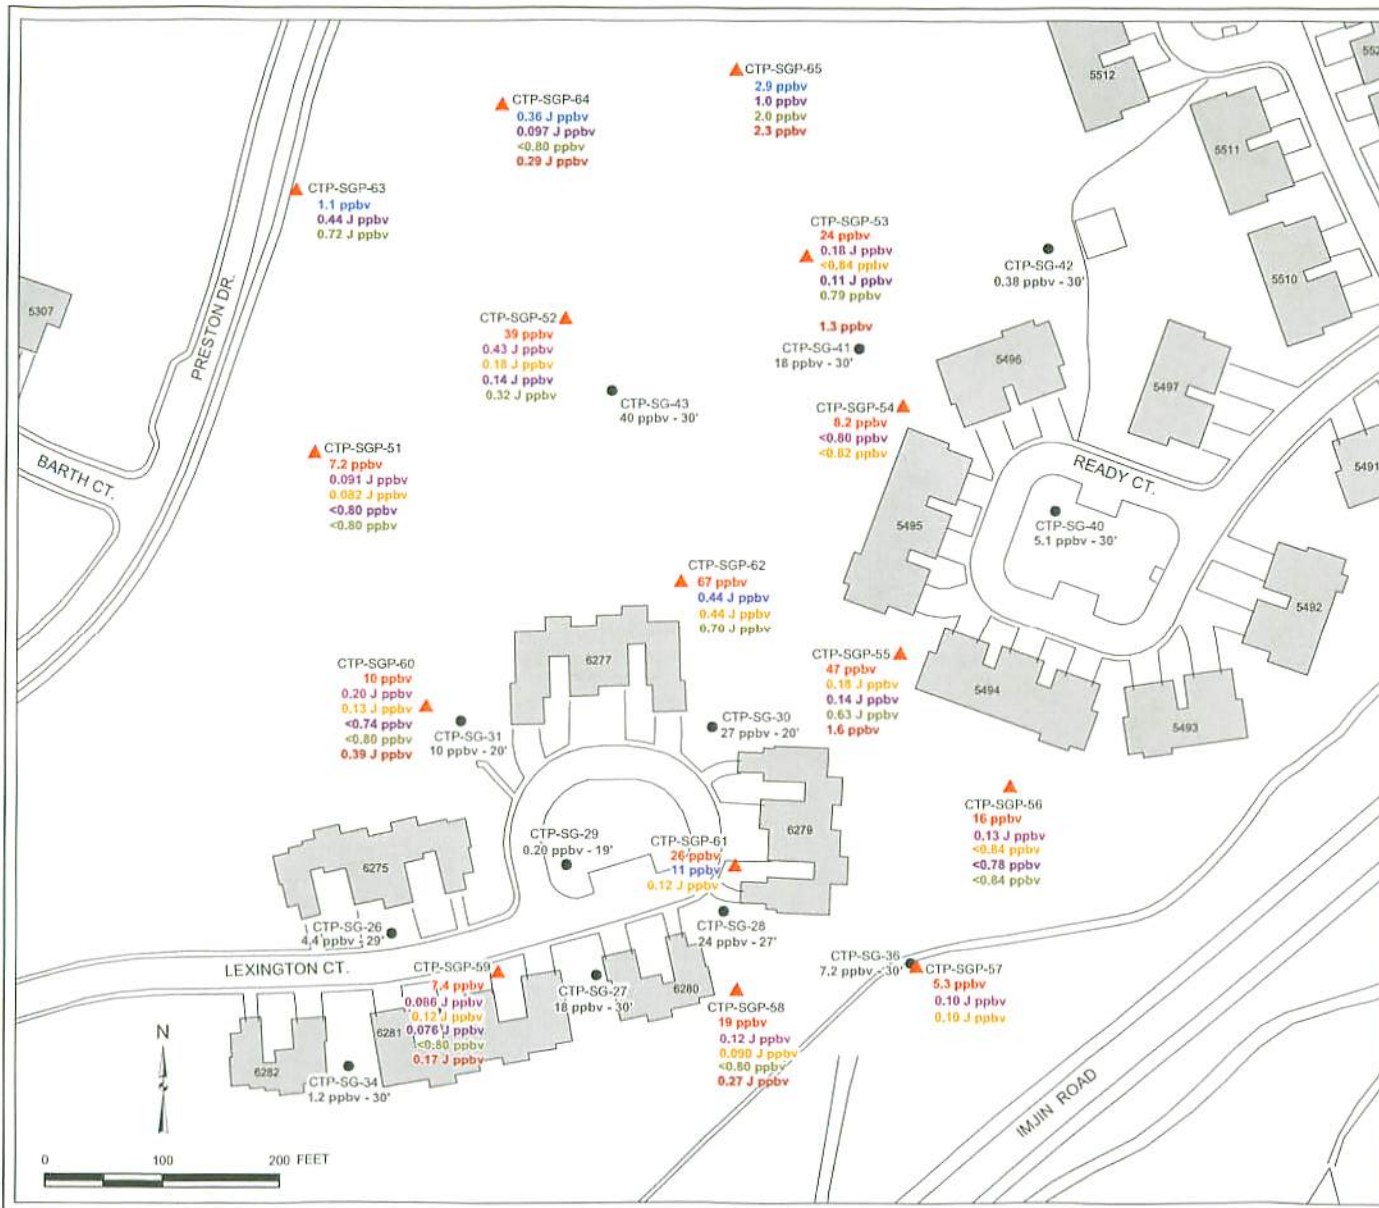 CTP-SGP-65
2.9 ppbv
1.0 ppbv
2.0 ppbv
2.3 ppbv
CTP-SGP-64
0.36 J ppbv
0.097 J ppbv
<0.80 ppbv
0.29 J ppbv
CTP-SGP-63
1.1 ppbv
0.44 J ppbv
0.72 J ppbv
5512
5511
5510
CTP-SGP-53
24 ppbv
0.18 J ppbv
<0.84 ppbv
0.11 J ppbv
0.79 ppbv
1.3 ppbv
CTP-SG-42
0.38 ppbv - 30'
5307
PRESTON DR.
CTP-SGP-52
39 ppbv
0.43 J ppbv
0.18 J ppbv
0.14 J ppbv
0.32 J ppbv
CTP-SG-41
18 ppbv - 30'
5496
5497
CTP-SG-43
40 ppbv - 30'
CTP-SGP-54
8.2 ppbv
<0.80 ppbv
<0.82 ppbv
BARTH CT.
CTP-SGP-51
7.2 ppbv
0.091 J ppbv
0.082 J ppbv
<0.80 ppbv
<0.80 ppbv
READY CT.
5491
5495
CTP-SG-40
5.1 ppbv - 30'
CTP-SGP-62
67 ppbv
0.44 J ppbv
0.44 J ppbv
0.70 J ppbv
5492
CTP-SGP-60
10 ppbv
0.20 J ppbv
0.13 J ppbv
<0.74 ppbv
<0.80 ppbv
0.39 J ppbv
6277
CTP-SGP-55
47 ppbv
0.18 J ppbv
0.14 J ppbv
0.63 J ppbv
1.6 ppbv
5494
5493
CTP-SG-31
10 ppbv - 20'
CTP-SG-30
27 ppbv - 20'
CTP-SGP-56
16 ppbv
0.13 J ppbv
<0.84 ppbv
<0.78 ppbv
<0.84 ppbv
6279
CTP-SG-29
0.20 ppbv - 19'
CTP-SGP-61
26 ppbv
11 ppbv
0.12 J ppbv
6275
CTP-SG-26
4.4 ppbv - 29'
CTP-SG-28
24 ppbv - 27'
LEXINGTON CT.
CTP-SGP-59
7.4 ppbv
0.086 J ppbv
0.12 J ppbv
0.076 J ppbv
<0.80 ppbv
0.17 J ppbv
CTP-SG-27
18 ppbv - 30'
6280
CTP-SG-36
7.2 ppbv - 30'
CTP-SGP-57
5.3 ppbv
0.10 J ppbv
0.10 J ppbv
CTP-SGP-58
19 ppbv
0.12 J ppbv
0.090 J ppbv
<0.80 ppbv
0.27 J ppbv
6281
6282
CTP-SG-34
1.2 ppbv - 30'
N
IMJIN ROAD
0 100 200 FEET